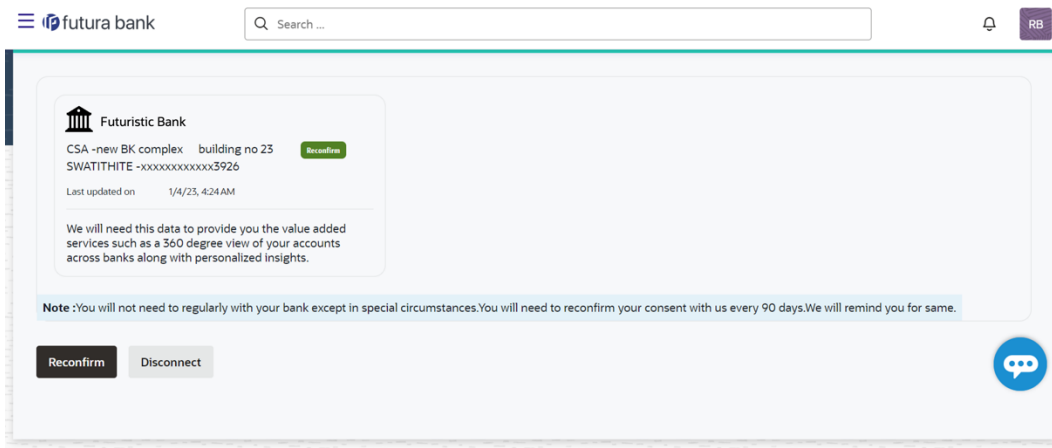 futura bank
Search ...
RB
Futuristic Bank
CSA -new BK complex building no 23
Reconfirm
SWATITHITE -xxxxxxxxxxxx3926
Last updated on 1/4/23, 4:24 AM
We will need this data to provide you the value added
services such as a 360 degree view of your accounts
across banks along with personalized insights.
Note :You will not need to regularly with your bank except in special circumstances.You will need to reconfirm your consent with us every 90 days.We will remind you for same.
Reconfirm Disconnect